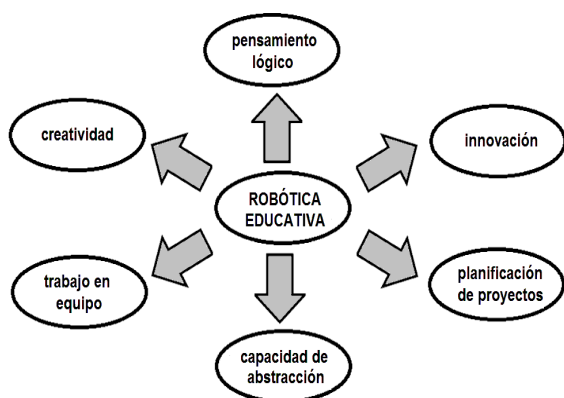 pensamiento
lógico
creatividad
innovación
ROBÓTICA
EDUCATIVA
trabajo en
equipo
planificación
de proyectos
capacidad de
abstracción